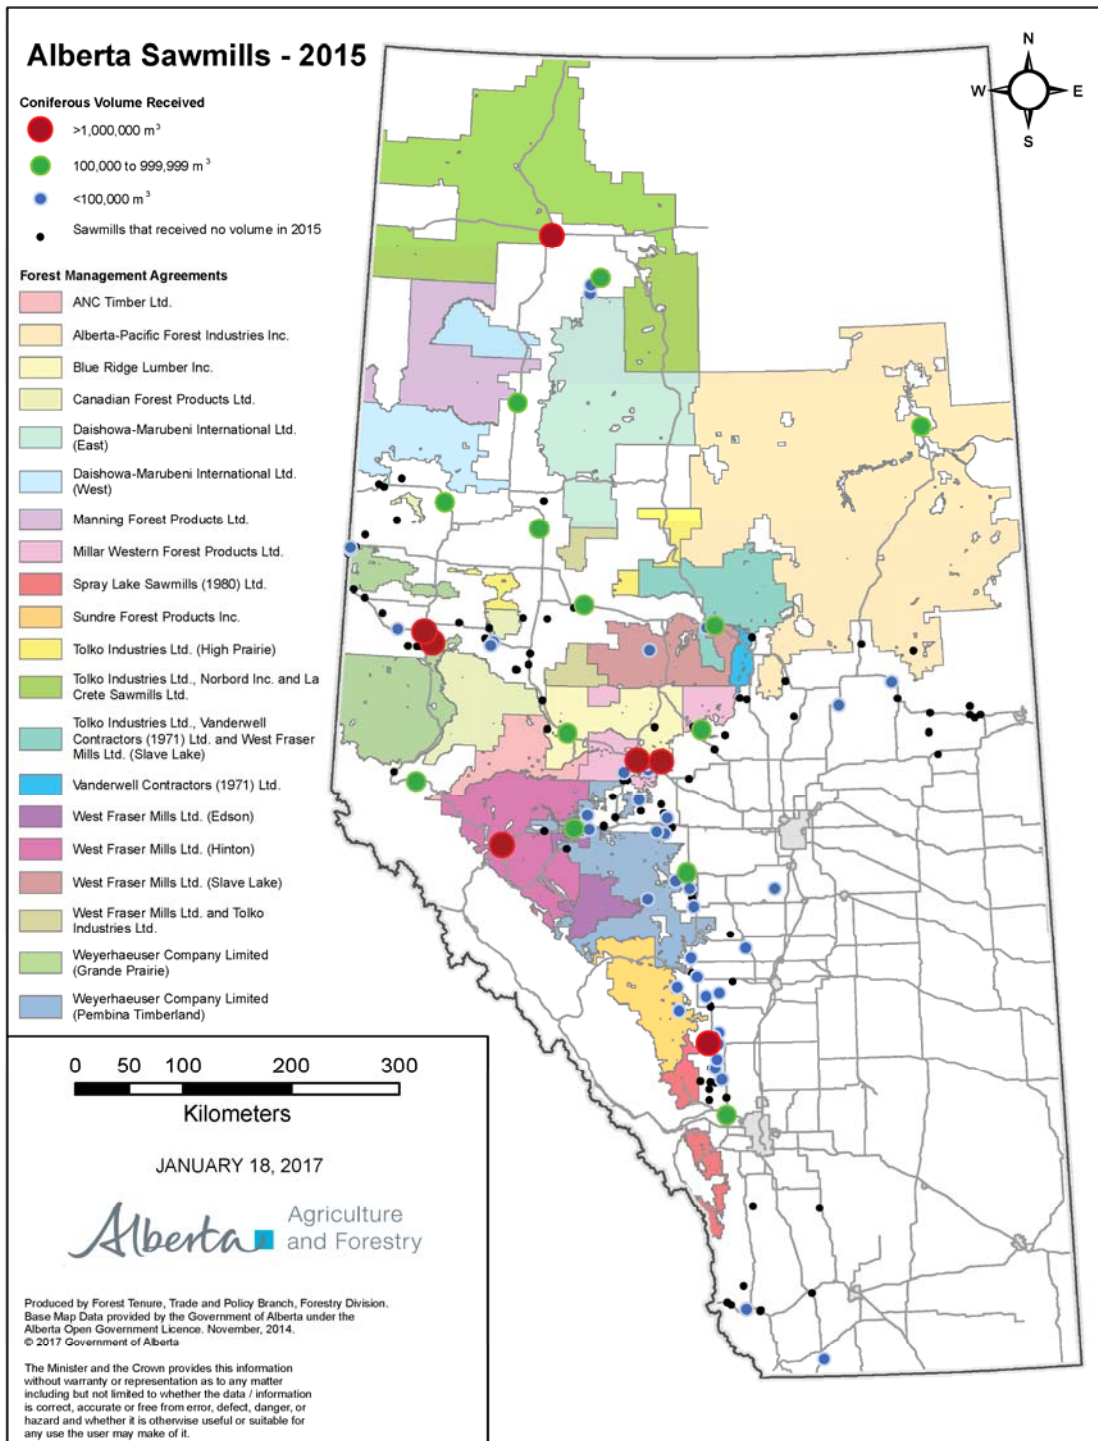 Alberta Sawmills - 2015
N
W
E
S
Coniferous Volume Received
>1,000,000 m³
100,000 to 999,999 m³
<100,000 m³
Sawmills that received no volume in 2015
Forest Management Agreements
ANC Timber Ltd.
Alberta-Pacific Forest Industries Inc.
Blue Ridge Lumber Inc.
Canadian Forest Products Ltd.
Daishowa-Marubeni International Ltd.
(East)
Daishowa-Marubeni International Ltd.
(West)
Manning Forest Products Ltd.
Millar Western Forest Products Ltd.
Spray Lake Sawmills (1980) Ltd.
Sundre Forest Products Inc.
Tolko Industries Ltd. (High Prairie)
Tolko Industries Ltd., Norbord Inc. and La
Crete Sawmills Ltd.
Tolko Industries Ltd., Vanderwell
Contractors (1971) Ltd. and West Fraser
Mills Ltd. (Slave Lake)
Vanderwell Contractors (1971) Ltd.
West Fraser Mills Ltd. (Edson)
West Fraser Mills Ltd. (Hinton)
West Fraser Mills Ltd. (Slave Lake)
West Fraser Mills Ltd. and Tolko
Industries Ltd.
Weyerhaeuser Company Limited
(Grande Prairie)
Weyerhaeuser Company Limited
(Pembina Timberland)
0 50 100 200 300
Kilometers
JANUARY 18, 2017
Alberta Agriculture
and Forestry
Produced by Forest Tenure, Trade and Policy Branch, Forestry Division.
Base Map Data provided by the Government of Alberta under the
Alberta Open Government Licence. November, 2014.
© 2017 Government of Alberta
The Minister and the Crown provides this information
without warranty or representation as to any matter
including but not limited to whether the data / information
is correct, accurate or free from error, defect, danger, or
hazard and whether it is otherwise useful or suitable for
any use the user may make of it.